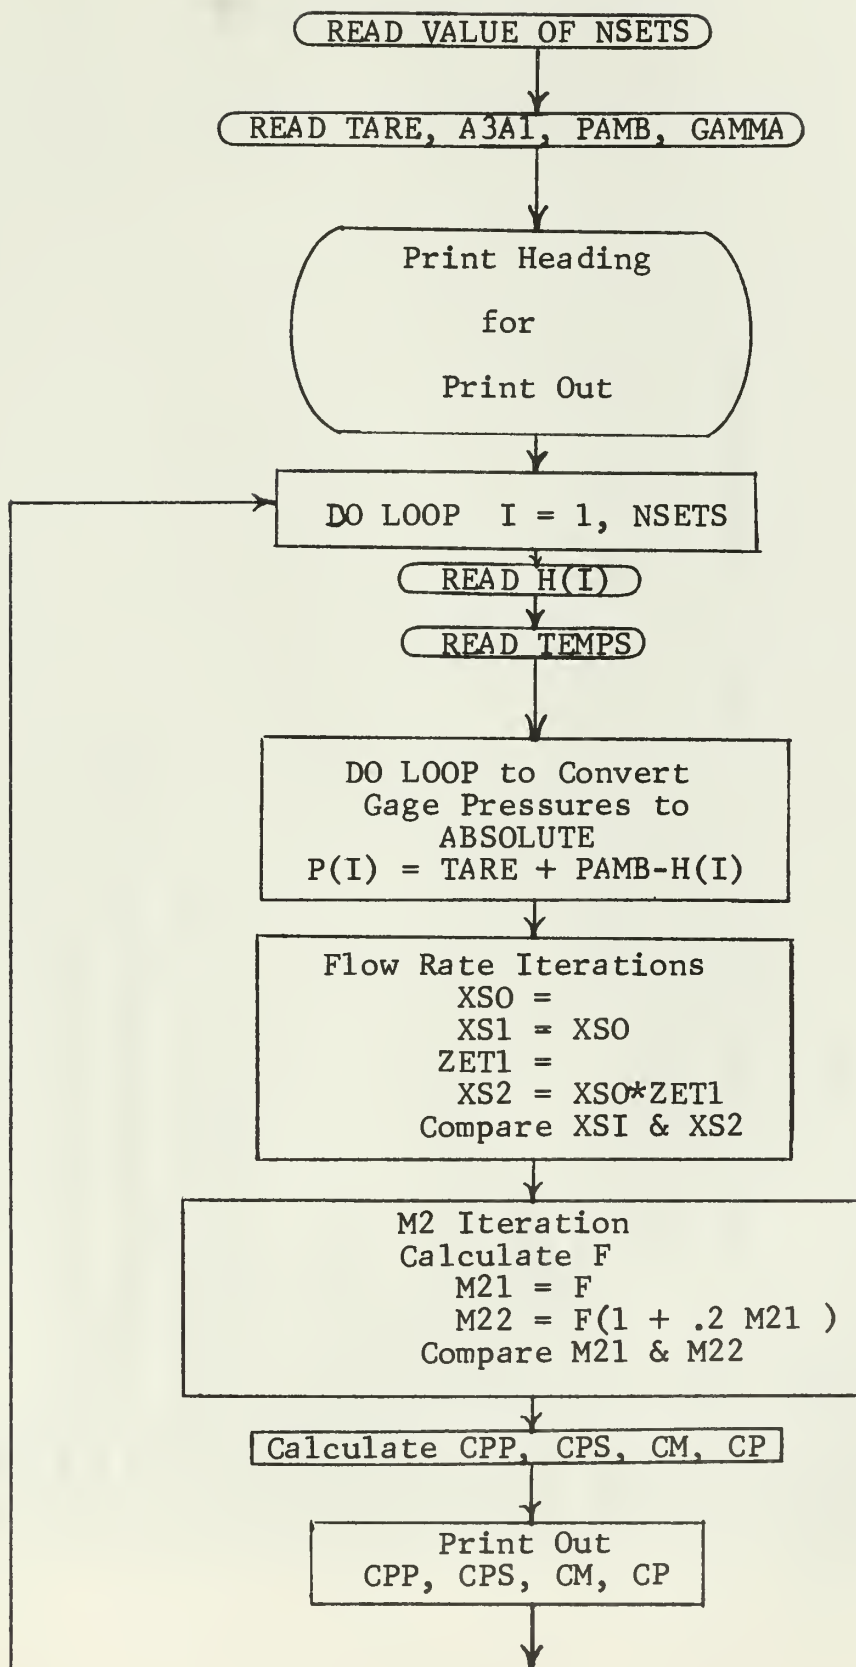 READ VALUE OF NSETS
READ TARE, A3A1, PAMB, GAMMA
Print Heading
for
Print Out
DO LOOP I = 1, NSETS
READ H(I)
READ TEMPS
DO LOOP to Convert
Gage Pressures to
ABSOLUTE
P(I) = TARE + PAMB-H(I)
Flow Rate Iterations
XSO =
XS1 = XSO
ZET1 =
XS2 = XSO*ZET1
Compare XSI & XS2
M2 Iteration
Calculate F
M21 = F
M22 = F(1 + .2 M21 )
Compare M21 & M22
Calculate CPP, CPS, CM, CP
Print Out
CPP, CPS, CM, CP